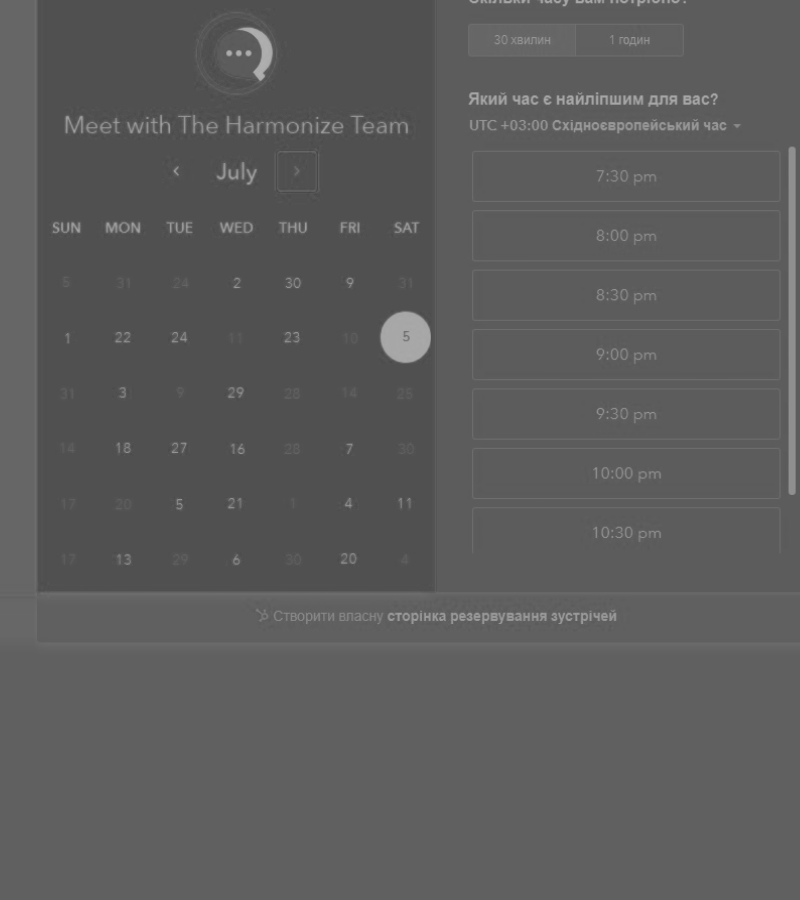 Meet with The Harmonize Team
July
SUN MON TUE WED THU FRI SAT
5 31 24 2 30 9 31
1 22 24 11 23 10 5
31 3 9 29 28 14 25
14 18 27 16 28 7 30
17 20 5 21 1 4 11
17 13 29 6 30 20 4
Скільки часу вам потрібно?
30 хвилин 1 годин
Який час є найліпшим для вас?
UTC +03:00 Східноєвропейський час
7:30 pm
8:00 pm
8:30 pm
9:00 pm
9:30 pm
10:00 pm
10:30 pm
Створити власну сторінка резервування зустрічей